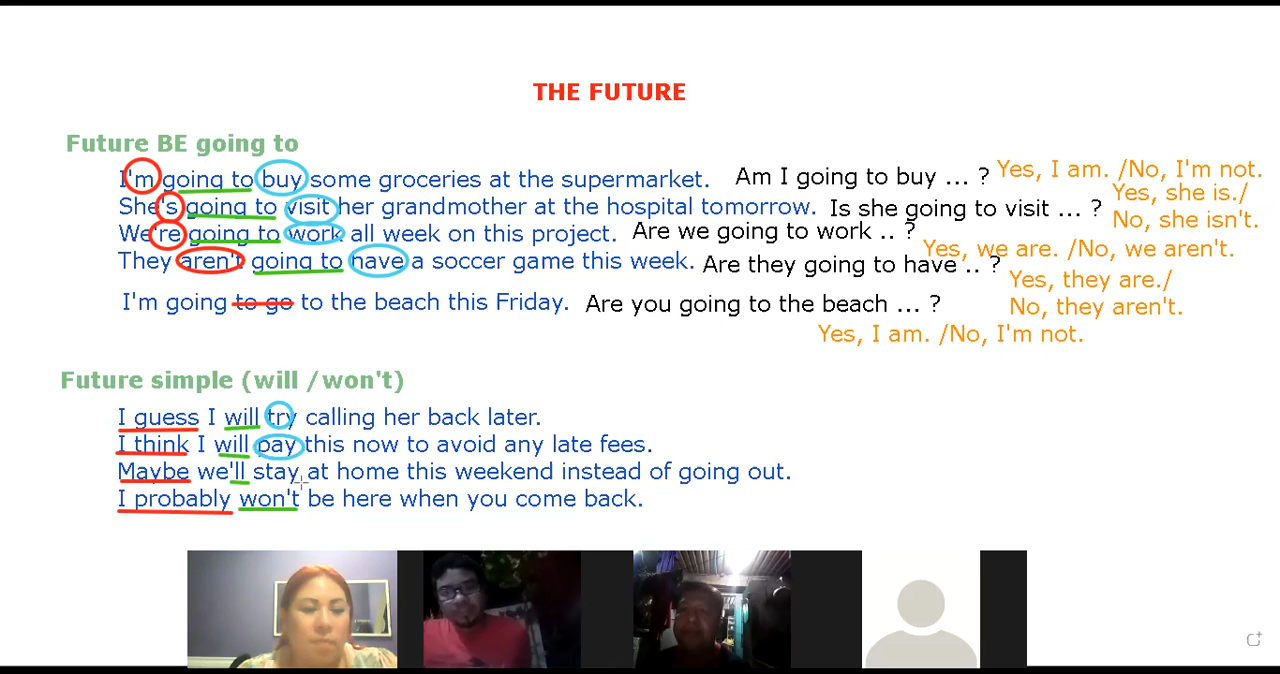 THE FUTURE
Future BE going to
I'm going to buy some groceries at the supermarket. Am I going to buy ... ? Yes, I am. /No, I'm not.
She's going to visit her grandmother at the hospital tomorrow. Is she going to visit ... ? Yes, she is./
No, she isn't.
We're going to work all week on this project. Are we going to work .. ? Yes, we are. /No, we aren't.
They aren't going to have a soccer game this week. Are they going to have .. ? Yes, they are./
No, they aren't.
I'm going to go to the beach this Friday. Are you going to the beach ... ?
Yes, I am. /No, I'm not.
Future simple (will /won't)
I guess I will try calling her back later.
I think I will pay this now to avoid any late fees.
Maybe we'll stay at home this weekend instead of going out.
I probably won't be here when you come back.